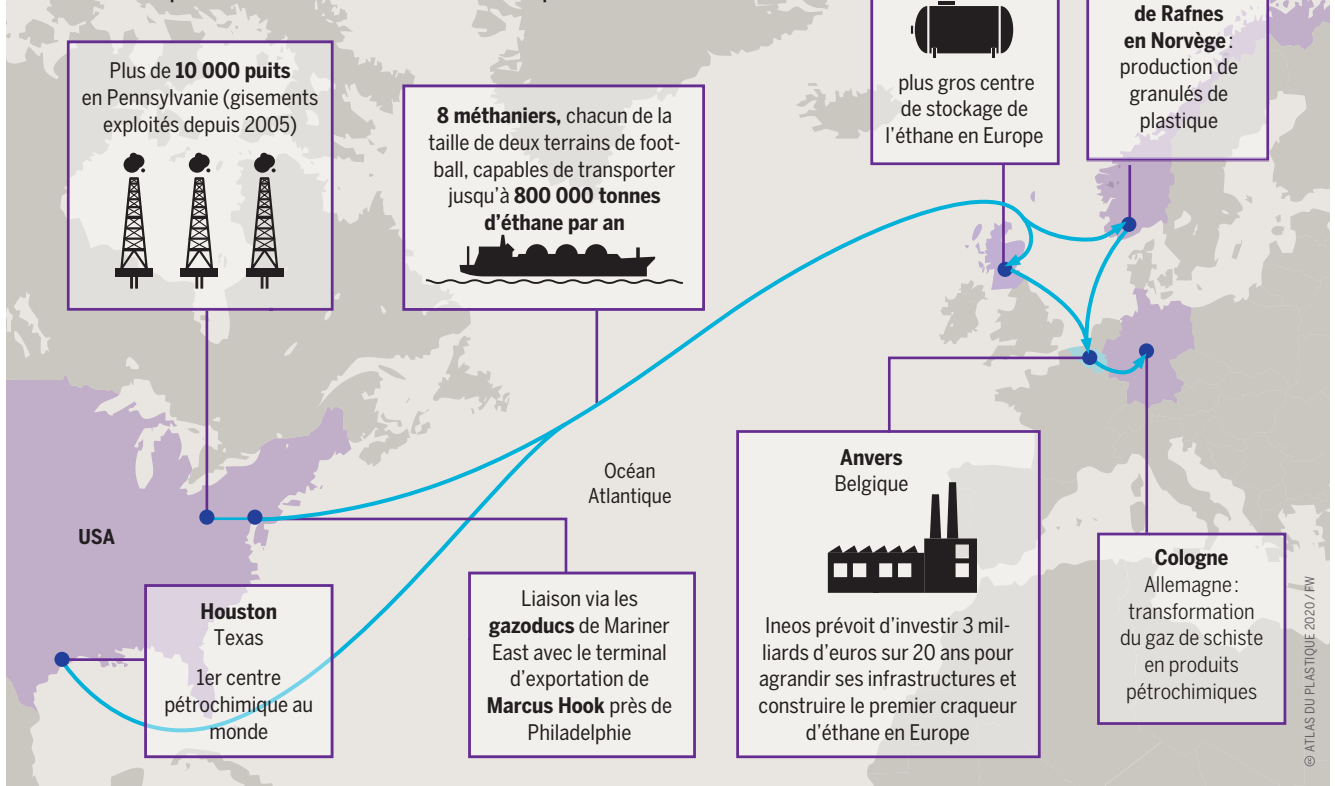 Plus de 10 000 puits
en Pennsylvanie (gisements
exploités depuis 2005)
8 méthaniers, chacun de la
taille de deux terrains de foot-
ball, capables de transporter
jusqu'à 800 000 tonnes
d'éthane par an
plus gros centre
de stockage de
l'éthane en Europe
de Rafnes
en Norvège :
production de
granulés de
plastique
Océan
Atlantique
USA
Houston
Texas
1er centre
pétrochimique au
monde
Liaison via les
gazoducs de Mariner
East avec le terminal
d'exportation de
Marcus Hook près de
Philadelphie
Anvers
Belgique
Ineos prévoit d'investir 3 mil-
liards d'euros sur 20 ans pour
agrandir ses infrastructures et
construire le premier craqueur
d'éthane en Europe
Cologne
Allemagne :
transformation
du gaz de schiste
en produits
pétrochimiques
© ATLAS DU PLASTIQUE 2020 / FW